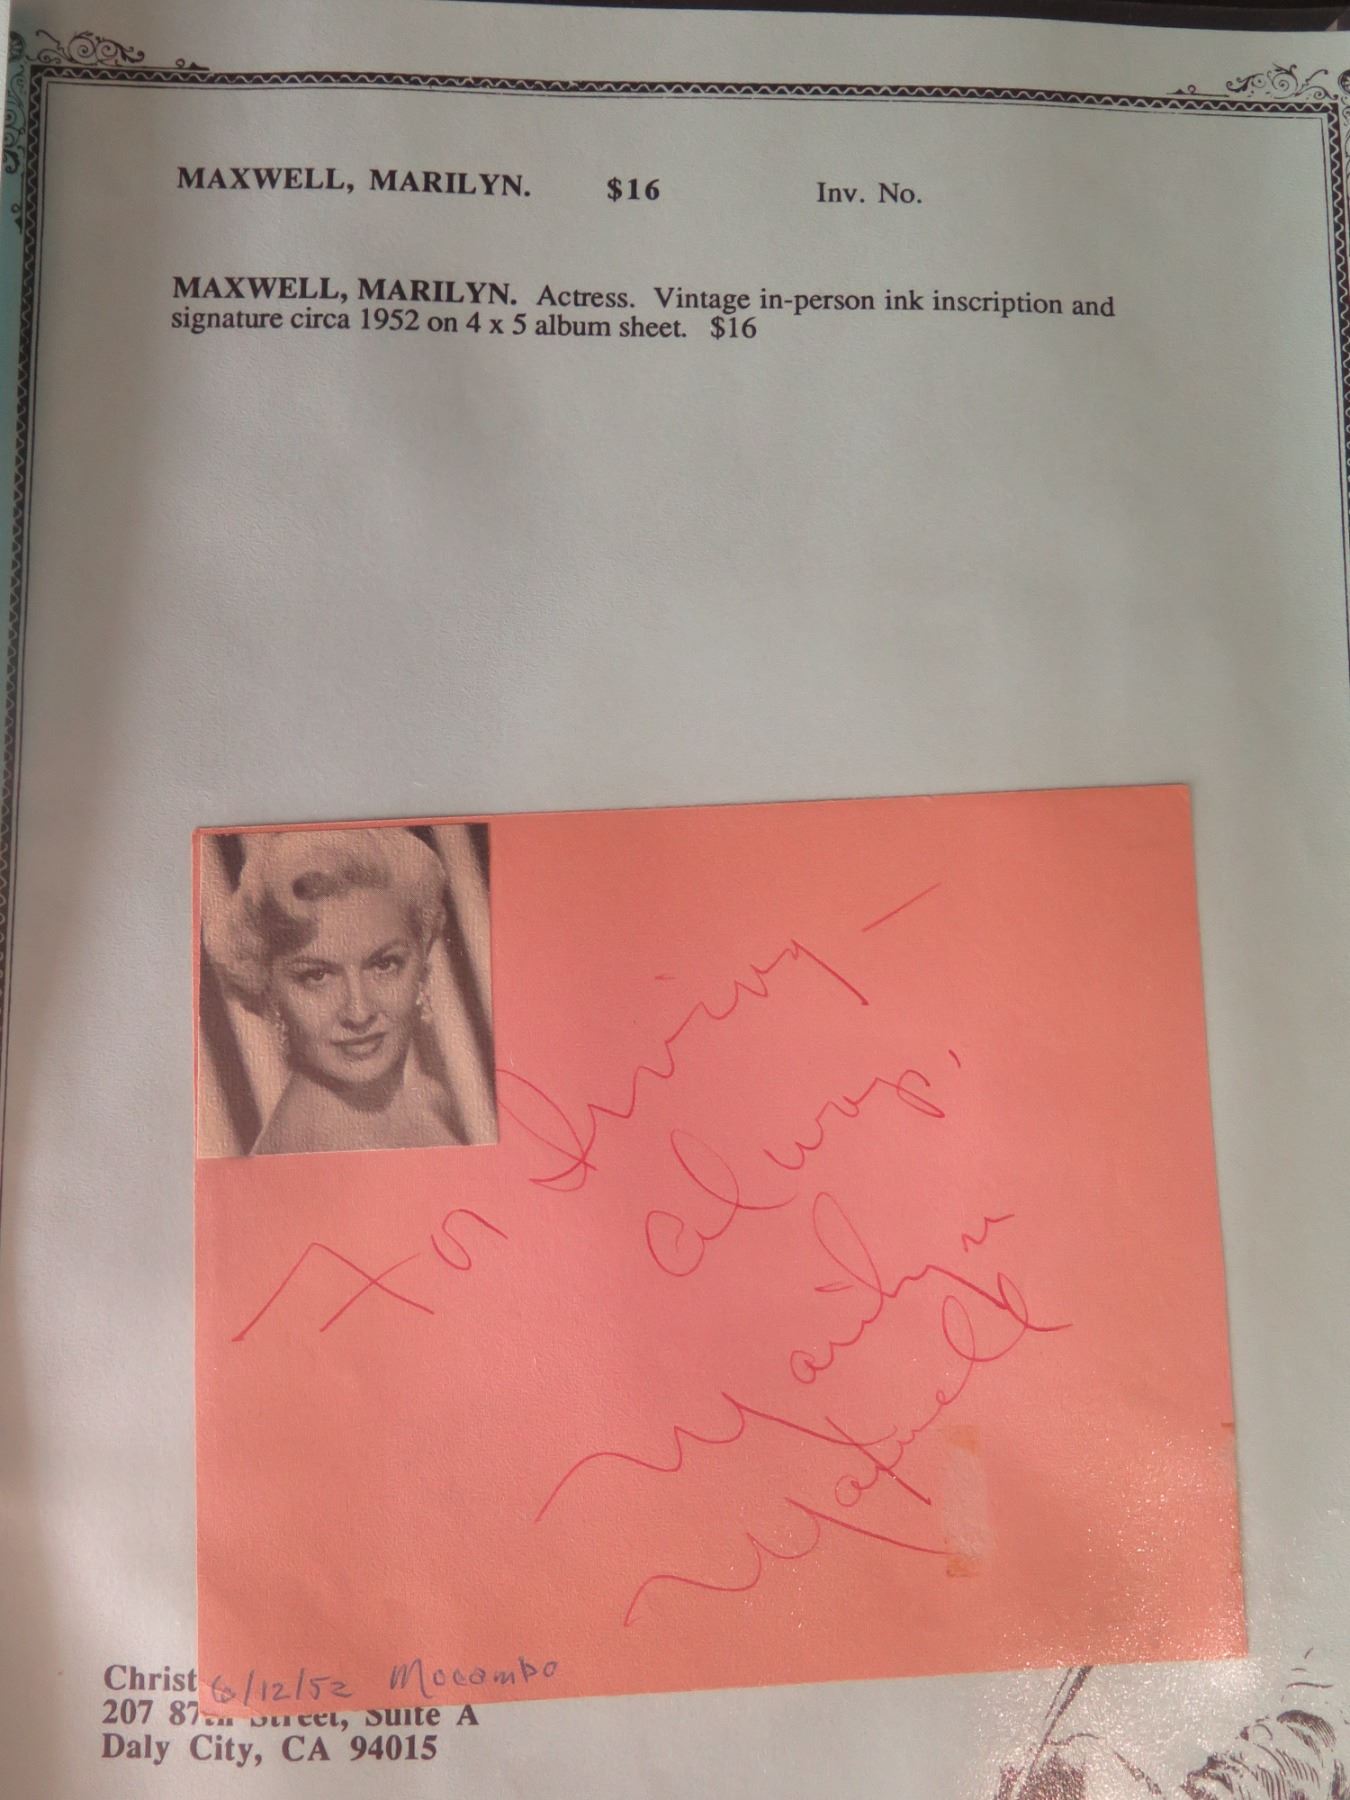 MAXWELL, MARILYN. $16 Inv. No.
MAXWELL, MARILYN. Actress. Vintage in-person ink inscription and
signature circa 1952 on 4 x 5 album sheet. $16
For Irving —
Always,
Marilyn
Maxwell
6/12/52 Mocambo
Christ
207 87th Street, Suite A
Daly City, CA 94015